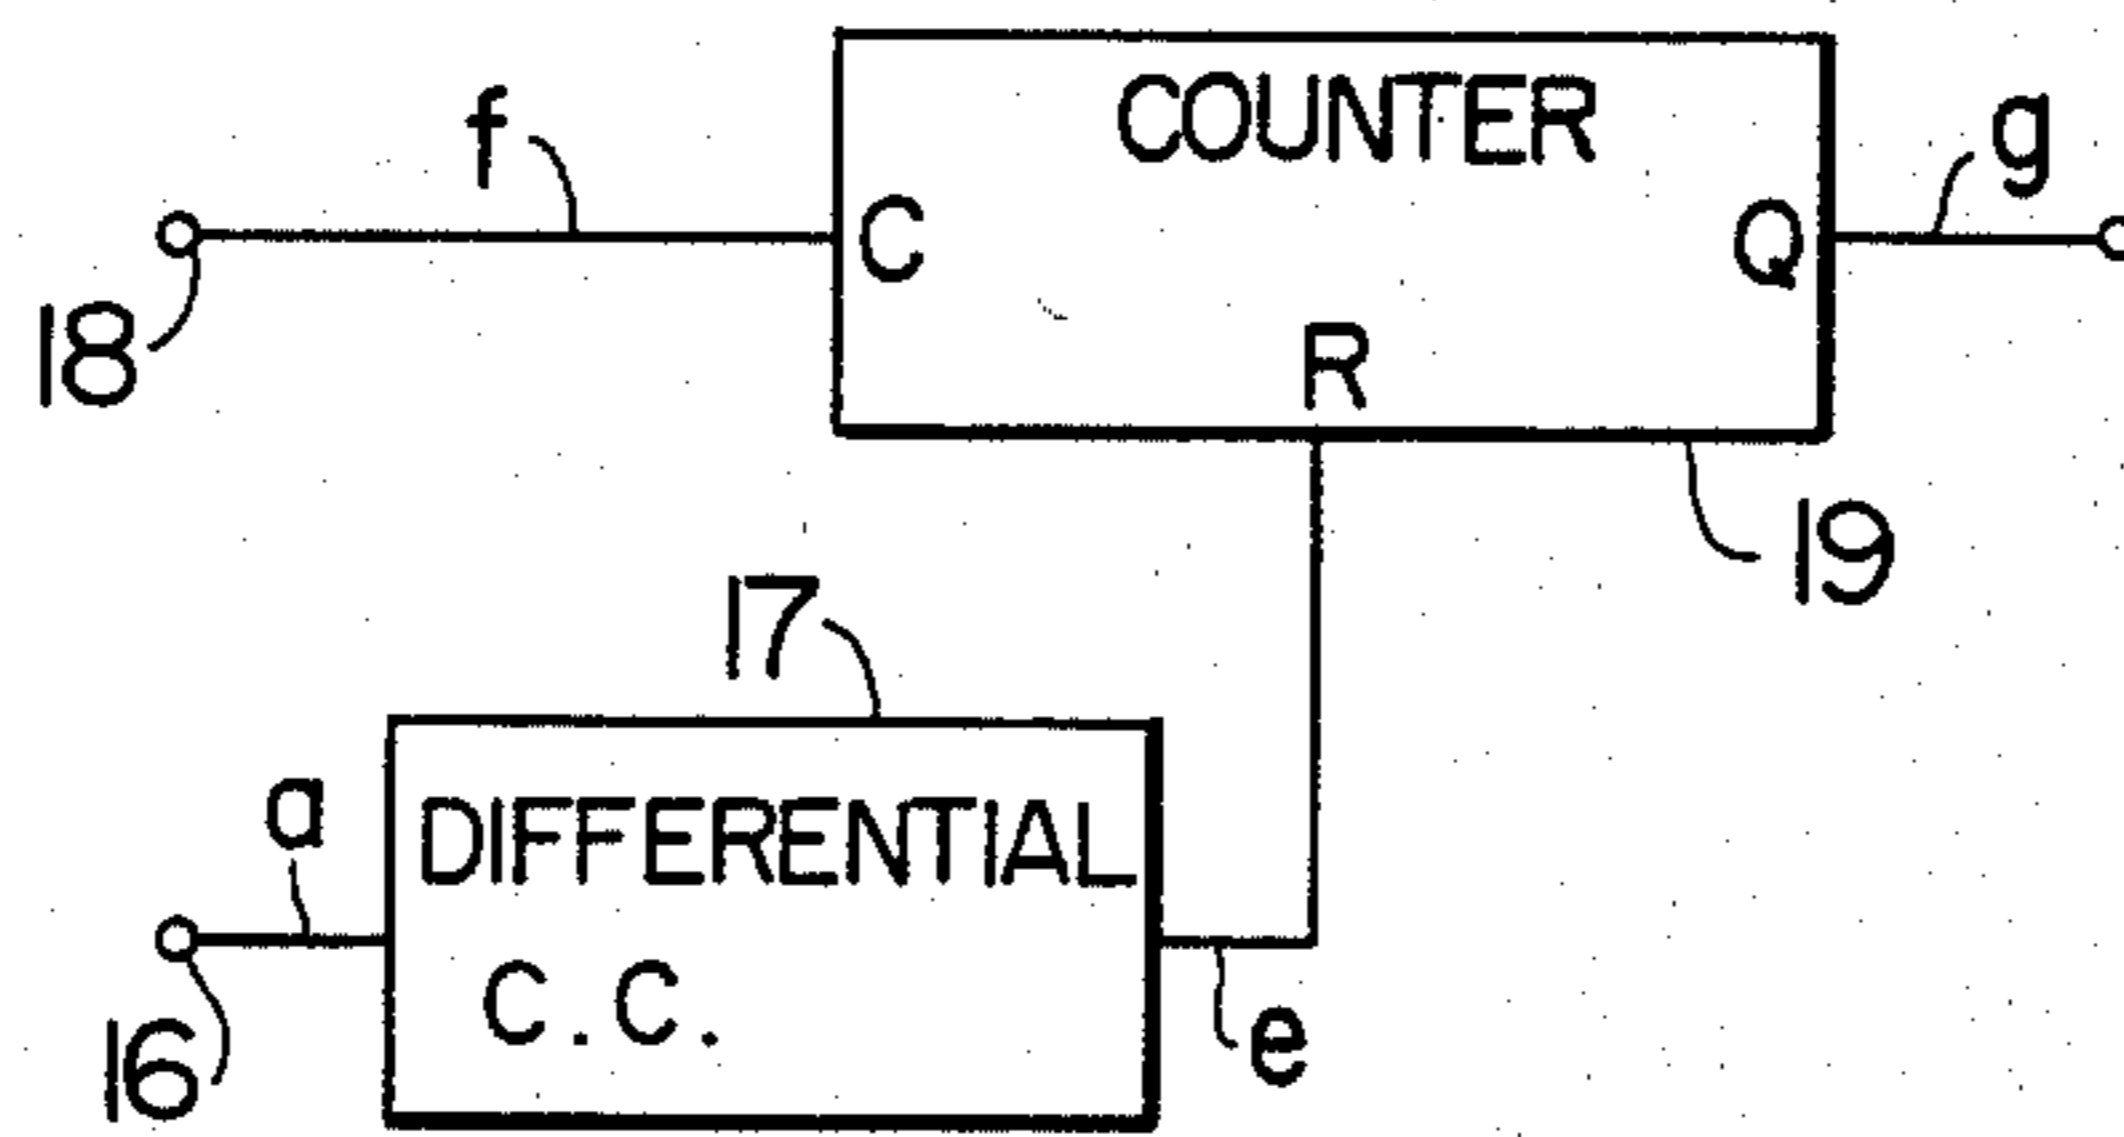 COUNTER
f
g
C
Q
18
R
19
17
a
DIFFERENTIAL
C.C.
e
16